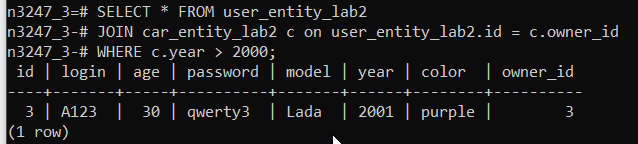 n3247_3=# SELECT * FROM user_entity_lab2
n3247_3-# JOIN car_entity_lab2 c on user_entity_lab2.id = c.owner_id
n3247_3-# WHERE c.year > 2000;
 id | login | age | password | model | year | color  | owner_id
----+-------+-----+----------+-------+------+--------+----------
  3 | A123  |  30 | qwerty3  | Lada  | 2001 | purple |        3
(1 row)